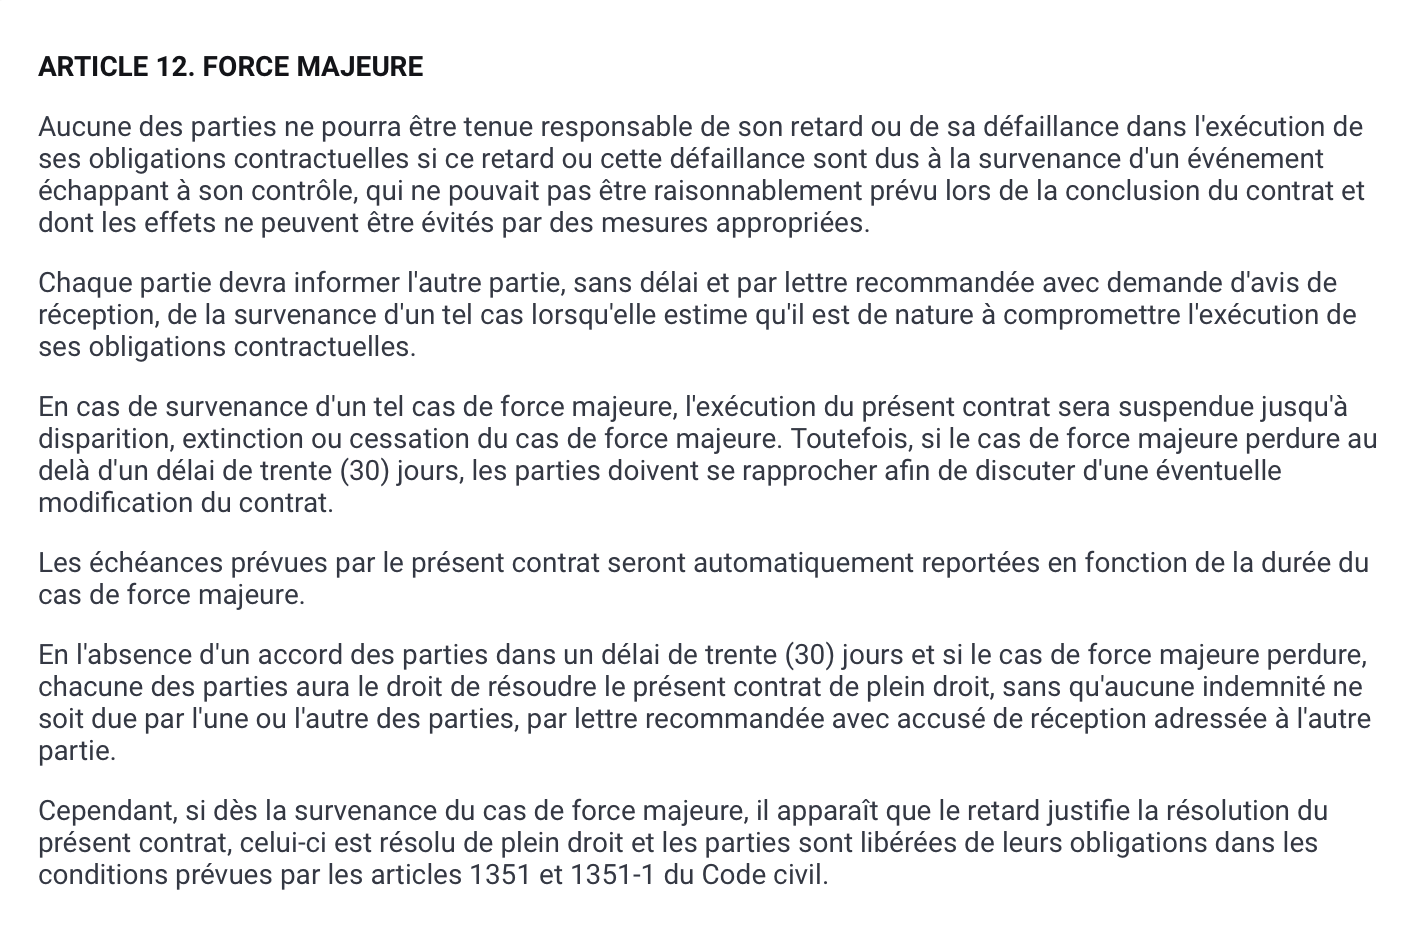 ARTICLE 12. FORCE MAJEURE
Aucune des parties ne pourra être tenue responsable de son retard ou de sa défaillance dans l'exécution de
ses obligations contractuelles si ce retard ou cette défaillance sont dus à la survenance d'un événement
échappant à son contrôle, qui ne pouvait pas être raisonnablement prévu lors de la conclusion du contrat et
dont les effets ne peuvent être évités par des mesures appropriées.
Chaque partie devra informer l'autre partie, sans délai et par lettre recommandée avec demande d'avis de
réception, de la survenance d'un tel cas lorsqu'elle estime qu'il est de nature à compromettre l'exécution de
ses obligations contractuelles.
En cas de survenance d'un tel cas de force majeure, l'exécution du présent contrat sera suspendue jusqu'à
disparition, extinction ou cessation du cas de force majeure. Toutefois, si le cas de force majeure perdure au
delà d'un délai de trente (30) jours, les parties doivent se rapprocher afin de discuter d'une éventuelle
modification du contrat.
Les échéances prévues par le présent contrat seront automatiquement reportées en fonction de la durée du
cas de force majeure.
En l'absence d'un accord des parties dans un délai de trente (30) jours et si le cas de force majeure perdure,
chacune des parties aura le droit de résoudre le présent contrat de plein droit, sans qu'aucune indemnité ne
soit due par l'une ou l'autre des parties, par lettre recommandée avec accusé de réception adressée à l'autre
partie.
Cependant, si dès la survenance du cas de force majeure, il apparaît que le retard justifie la résolution du
présent contrat, celui-ci est résolu de plein droit et les parties sont libérées de leurs obligations dans les
conditions prévues par les articles 1351 et 1351-1 du Code civil.